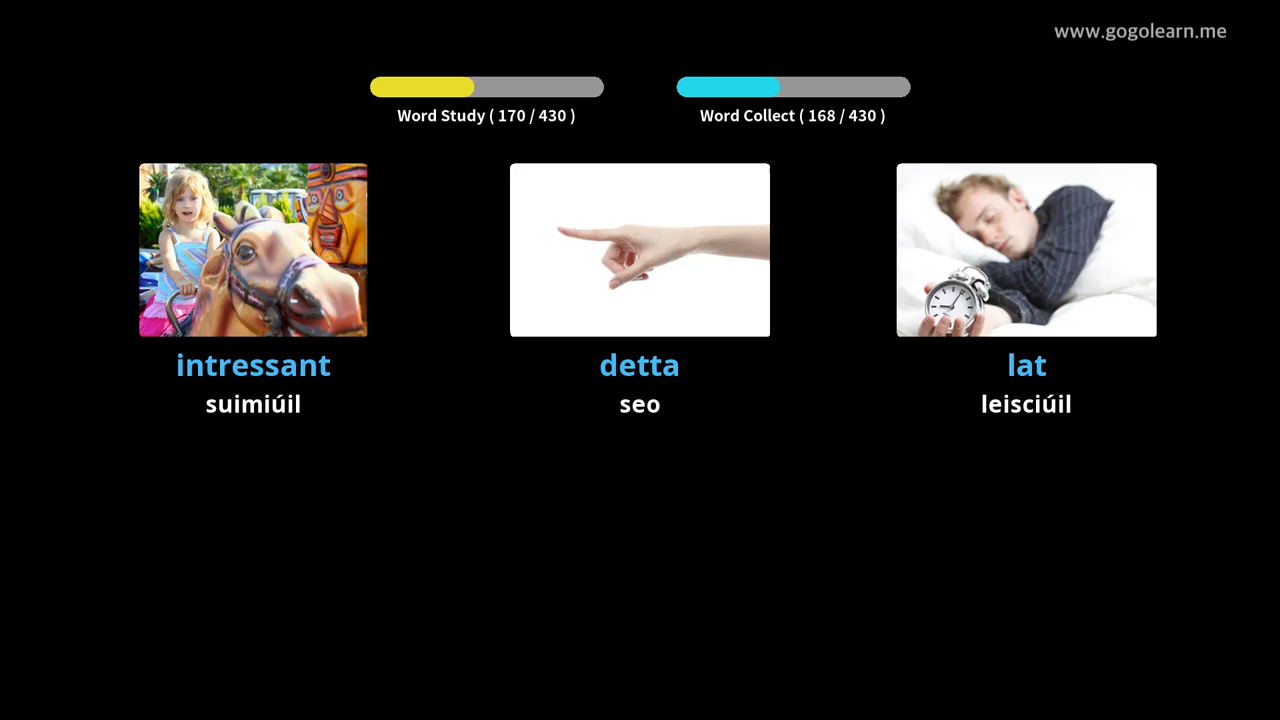 www.gogolearn.me
Word Study ( 170 / 430 )
Word Collect ( 168 / 430 )
intressant
suimiúil
detta
seo
lat
leisciúil